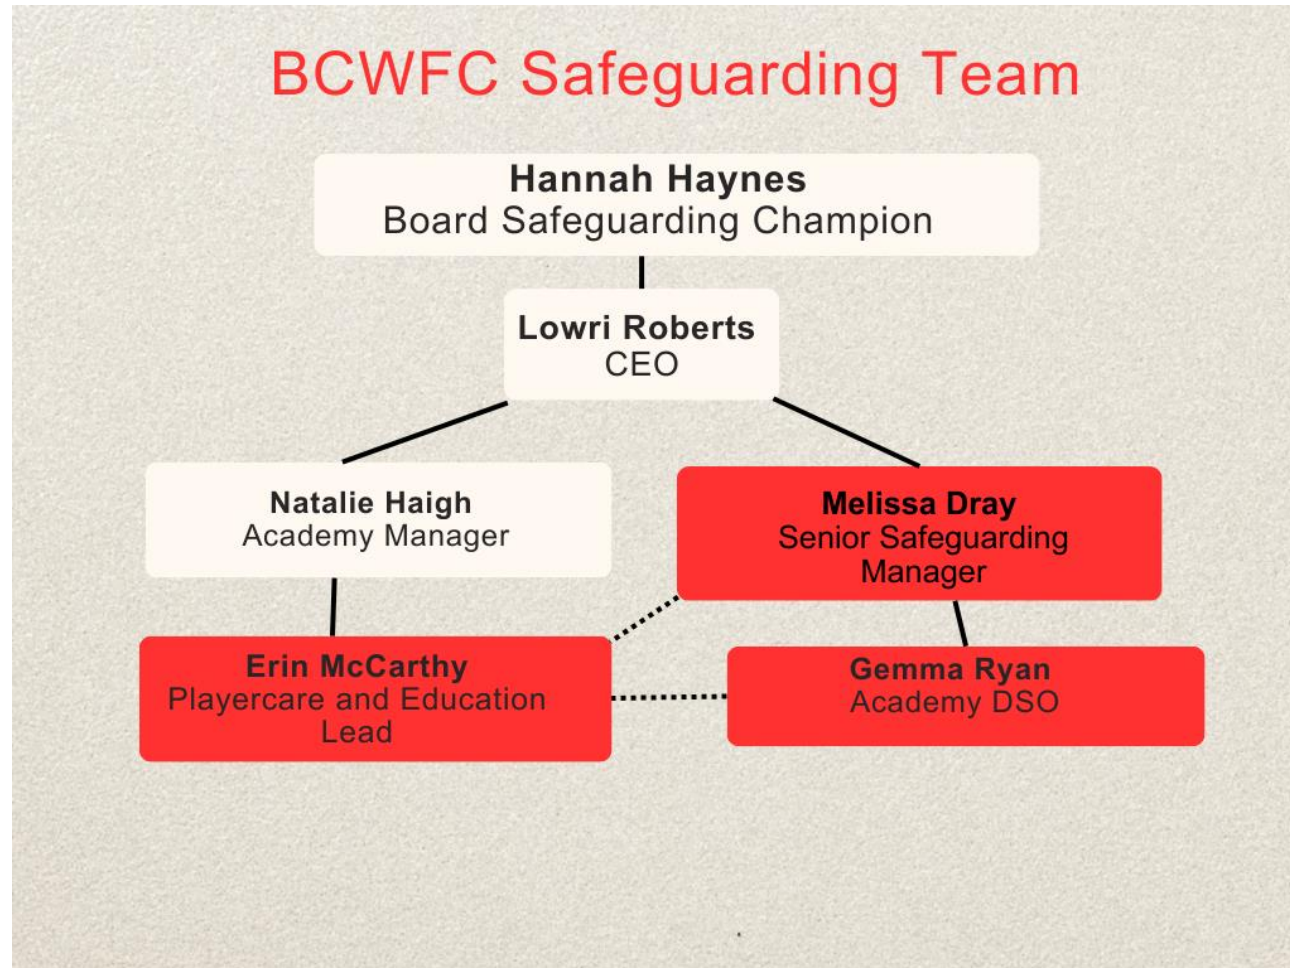 BCWFC Safeguarding Team
Hannah Haynes
Board Safeguarding Champion
Lowri Roberts
CEO
Natalie Haigh
Academy Manager
Melissa Dray
Senior Safeguarding
Manager
Erin McCarthy
Playercare and Education
Lead
Gemma Ryan
Academy DSO